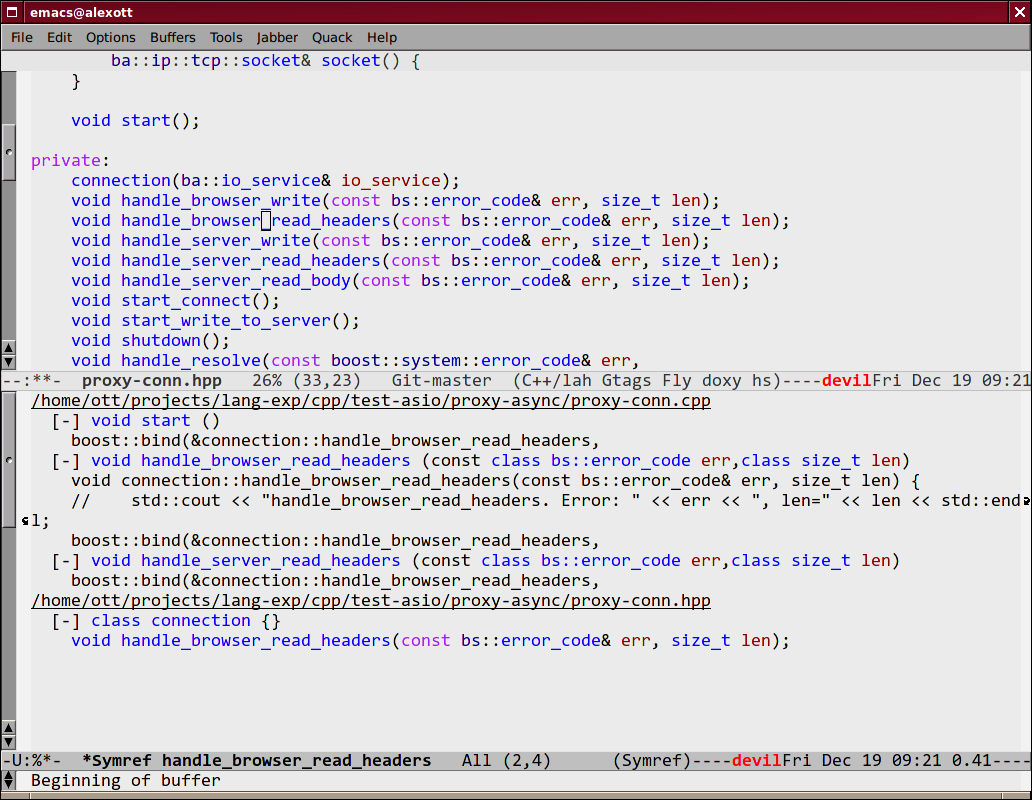 emacs@alexott
File Edit Options Buffers Tools Jabber Quack Help
        ba::ip::tcp::socket& socket() {
    }

    void start();

private:
    connection(ba::io_service& io_service);
    void handle_browser_write(const bs::error_code& err, size_t len);
    void handle_browser_read_headers(const bs::error_code& err, size_t len);
    void handle_server_write(const bs::error_code& err, size_t len);
    void handle_server_read_headers(const bs::error_code& err, size_t len);
    void handle_server_read_body(const bs::error_code& err, size_t len);
    void start_connect();
    void start_write_to_server();
    void shutdown();
    void handle_resolve(const boost::system::error_code& err,
--:**-  proxy-conn.hpp   26% (33,23)   Git-master  (C++/lah Gtags Fly doxy hs)----devilFri Dec 19 09:21
/home/ott/projects/lang-exp/cpp/test-asio/proxy-async/proxy-conn.cpp
  [-] void start ()
    boost::bind(&connection::handle_browser_read_headers,
  [-] void handle_browser_read_headers (const class bs::error_code err,class size_t len)
    void connection::handle_browser_read_headers(const bs::error_code& err, size_t len) {
    //    std::cout << "handle_browser_read_headers. Error: " << err << ", len=" << len << std::end
l;
    boost::bind(&connection::handle_browser_read_headers,
  [-] void handle_server_read_headers (const class bs::error_code err,class size_t len)
    boost::bind(&connection::handle_browser_read_headers,
/home/ott/projects/lang-exp/cpp/test-asio/proxy-async/proxy-conn.hpp
  [-] class connection {}
    void handle_browser_read_headers(const bs::error_code& err, size_t len);
-U:%*-  *Symref handle_browser_read_headers   All (2,4)      (Symref)----devilFri Dec 19 09:21 0.41----
Beginning of buffer